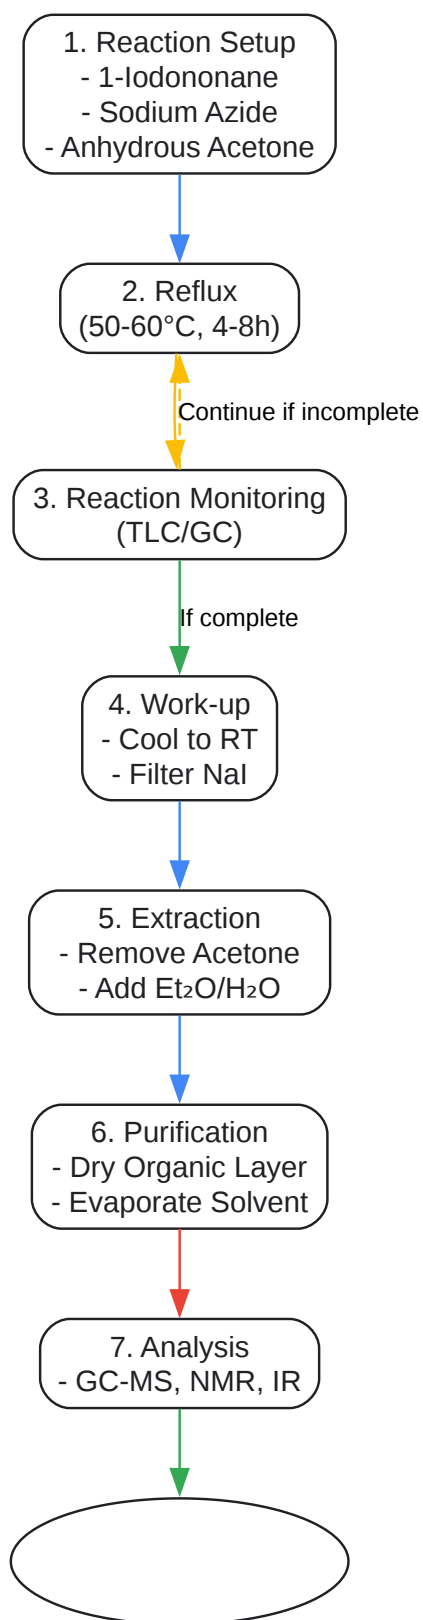 1. Reaction Setup
- 1-Iodononane
- Sodium Azide
- Anhydrous Acetone
2. Reflux
(50-60°C, 4-8h)
Continue if incomplete
3. Reaction Monitoring
(TLC/GC)
If complete
4. Work-up
- Cool to RT
- Filter NaI
5. Extraction
- Remove Acetone
- Add Et₂O/H₂O
6. Purification
- Dry Organic Layer
- Evaporate Solvent
7. Analysis
- GC-MS, NMR, IR